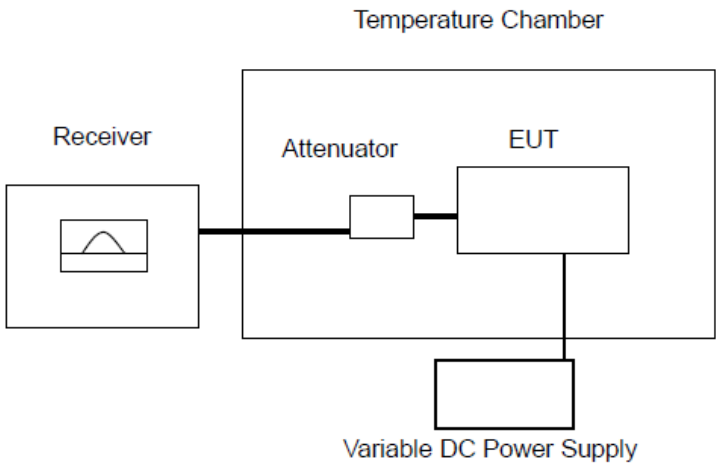 Temperature Chamber
Receiver
Attenuator
EUT
Variable DC Power Supply